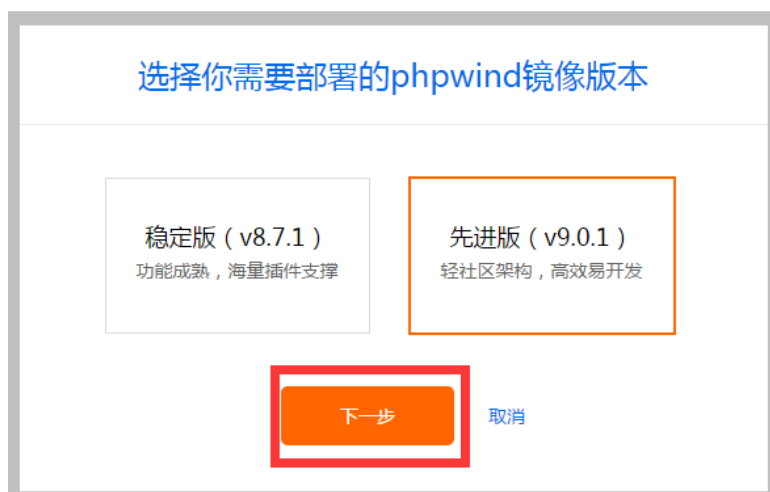 选择你需要部署的phpwind镜像版本
稳定版（v8.7.1）
功能成熟，海量插件支撑
先进版（v9.0.1）
轻社区架构，高效易开发
下一步
取消